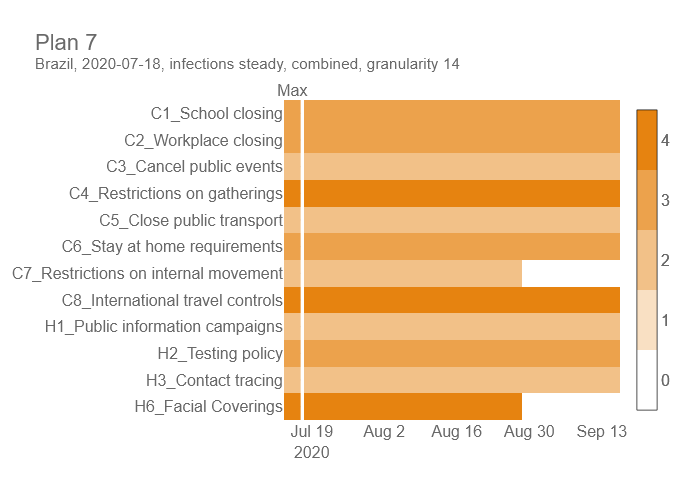 Plan 7
Brazil, 2020-07-18, infections steady, combined, granularity 14
Max
C1_School closing
C2_Workplace closing
C3_Cancel public events
C4_Restrictions on gatherings
C5_Close public transport
C6_Stay at home requirements
C7_Restrictions on internal movement
C8_International travel controls
H1_Public information campaigns
H2_Testing policy
H3_Contact tracing
H6_Facial Coverings
4
3
2
1
0
Jul 19 Aug 2 Aug 16 Aug 30 Sep 13
2020